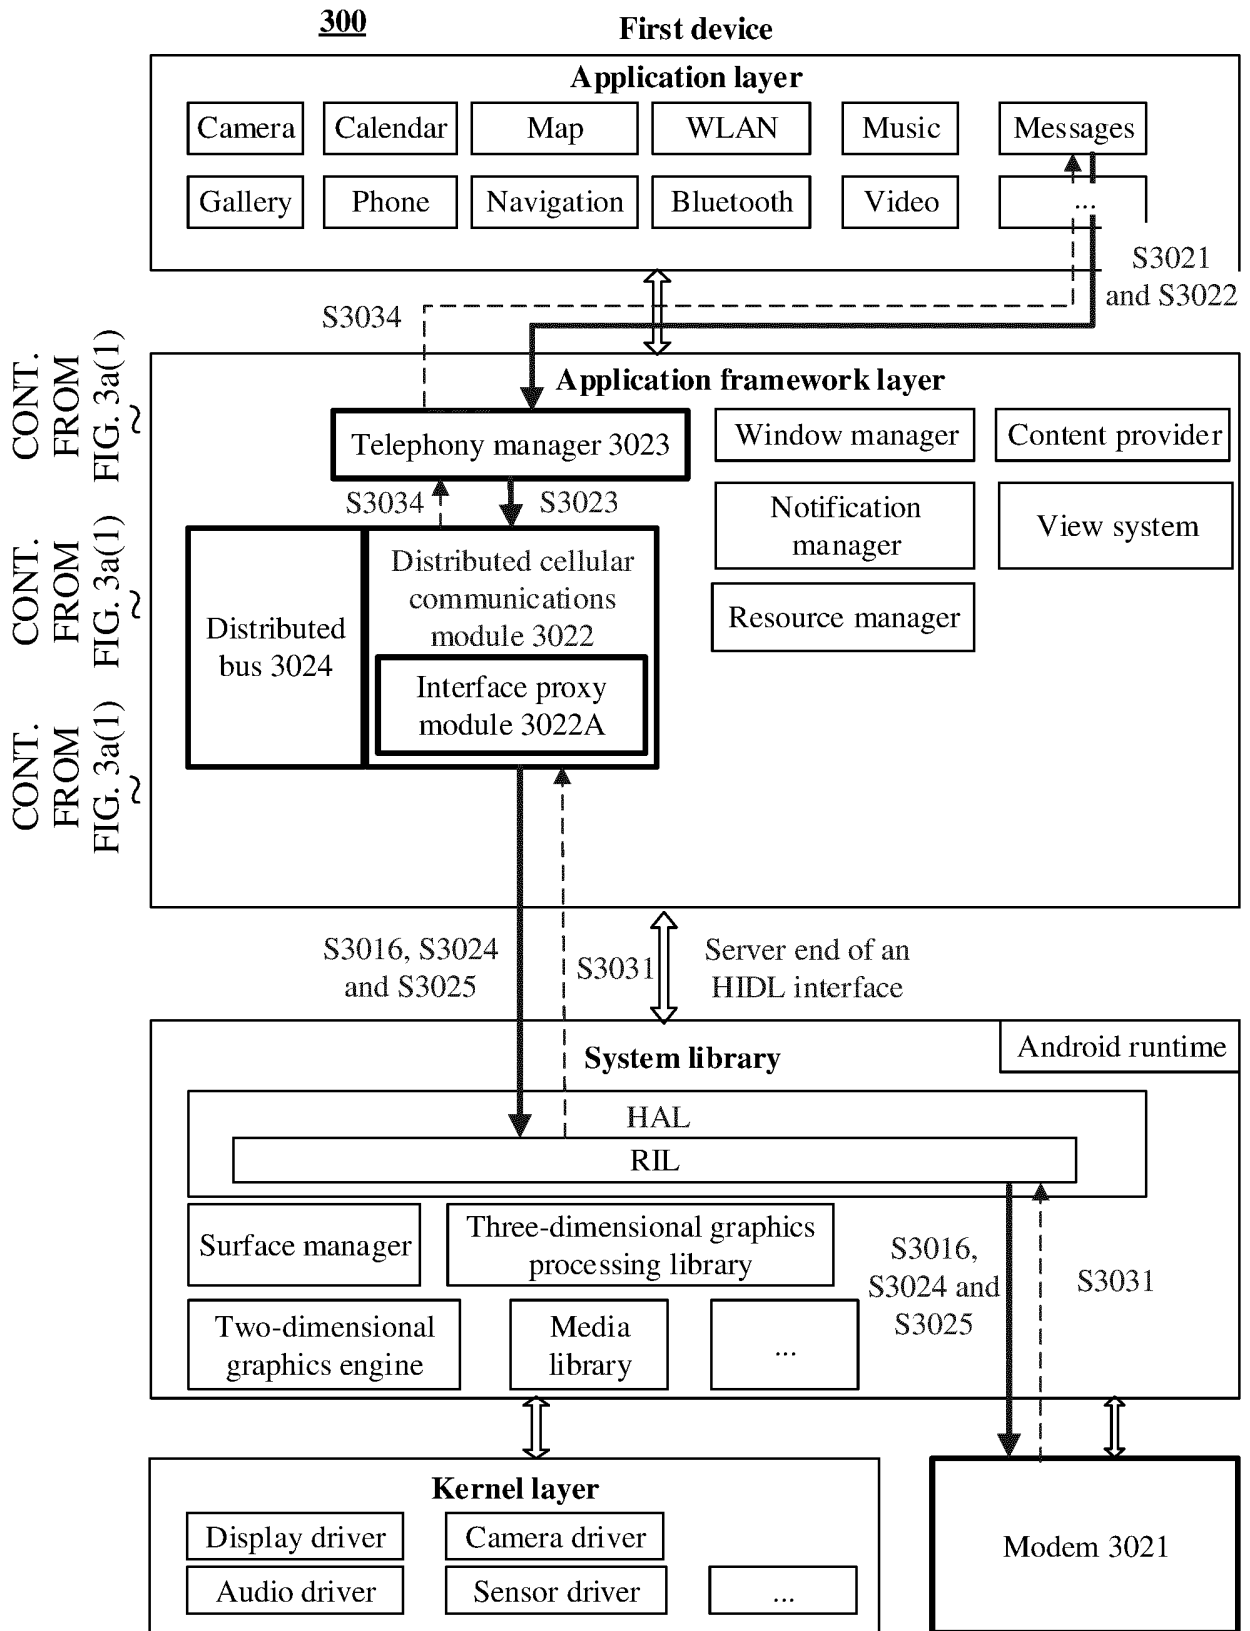 300
First device
Application layer
Camera
Calendar
Map
WLAN
Music
Messages
Gallery
Phone
Navigation
Bluetooth
Video
...
S3021
and S3022
S3034
CONT.
FROM
FIG. 3a(1)
~
Application framework layer
Telephony manager 3023
Window manager
Content provider
S3034
S3023
Notification
manager
View system
CONT.
FROM
FIG. 3a(1)
~
Distributed
bus 3024
Distributed cellular
communications
module 3022
Interface proxy
module 3022A
Resource manager
CONT.
FROM
FIG. 3a(1)
~
S3016, S3024
and S3025
S3031
Server end of an
HIDL interface
System library
Android runtime
HAL
RIL
Surface manager
Three-dimensional graphics
processing library
S3016,
S3024 and
S3025
S3031
Two-dimensional
graphics engine
Media
library
...
Kernel layer
Display driver
Camera driver
Audio driver
Sensor driver
...
Modem 3021